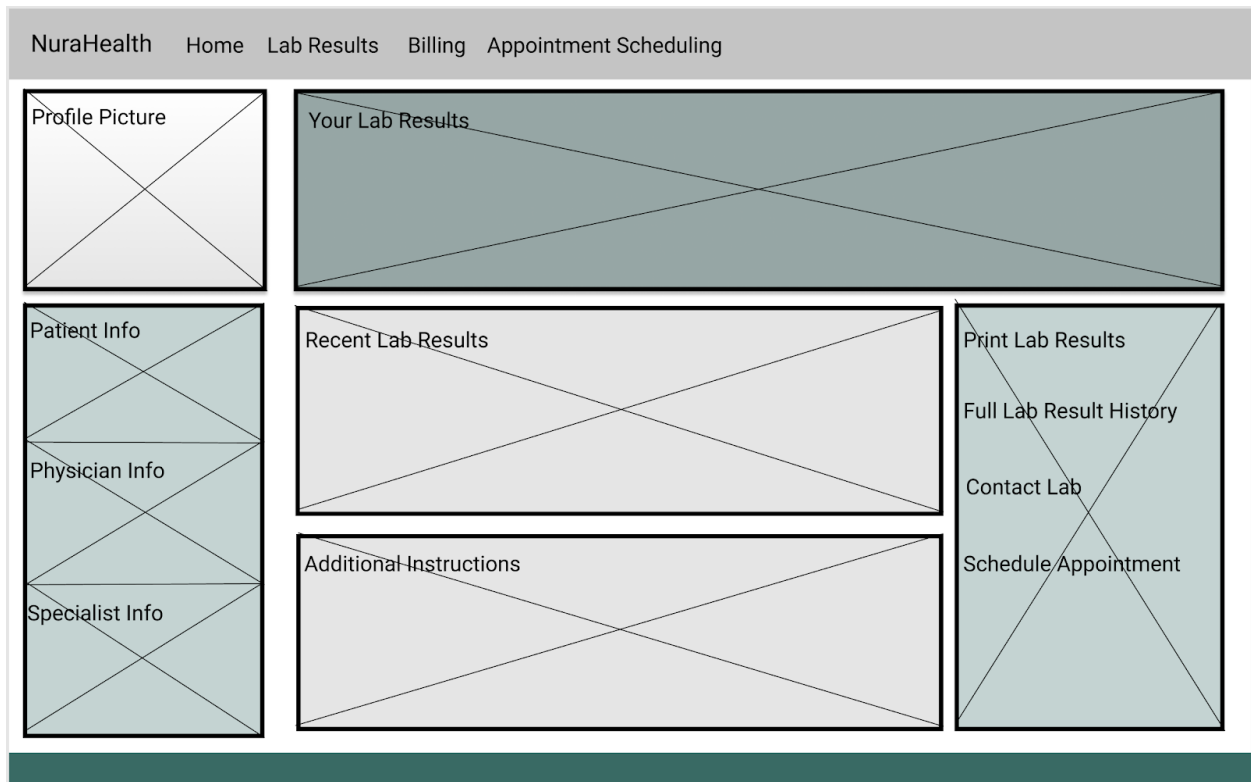 NuraHealth Home Lab Results Billing Appointment Scheduling
Profile Picture
Your Lab Results
Patient Info
Physician Info
Specialist Info
Recent Lab Results
Additional Instructions
Print Lab Results
Full Lab Result History
Contact Lab
Schedule Appointment